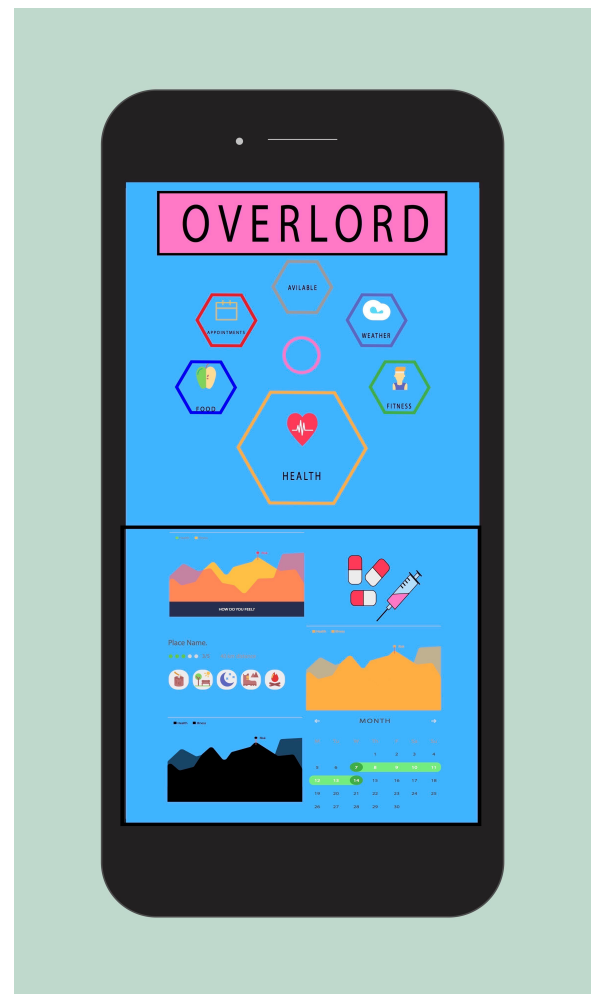 OVERLORD
AVILABLE
APPOINTMENTS
WEATHER
FOOD
FITNESS
HEALTH
HOW DO YOU FEEL?
Place Name.
MONTH
1 2 3 4
5 6 7 8 9 10 11
12 13 14 15 16 17 18
19 20 21 22 23 24 25
26 27 28 29 30